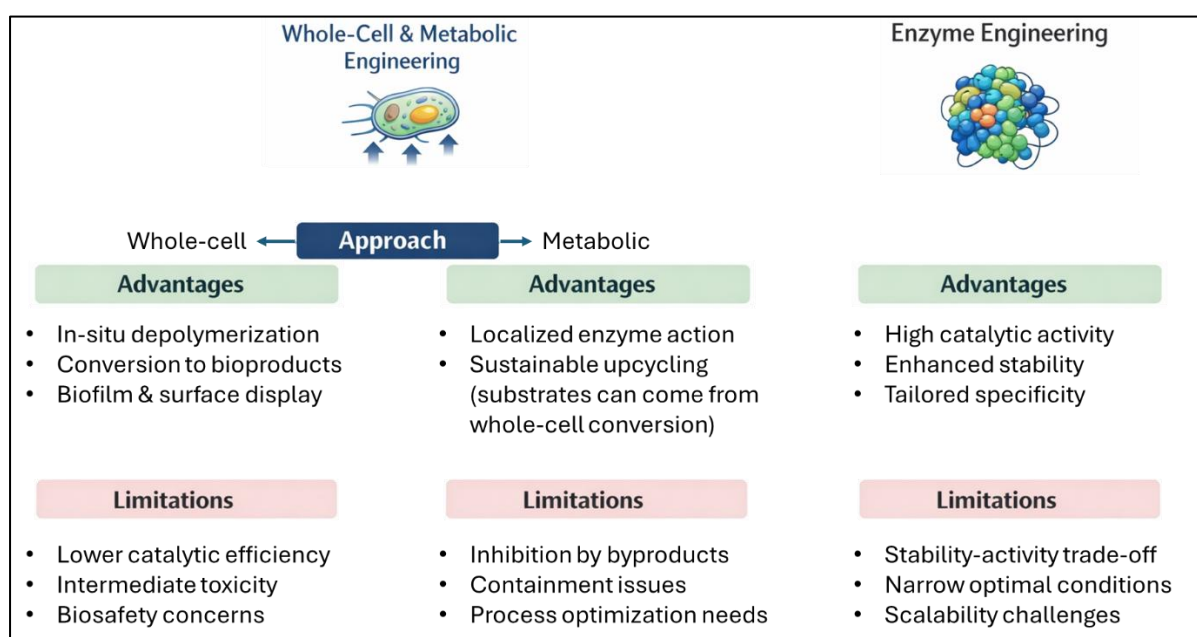 Whole-Cell & Metabolic
Engineering
Enzyme Engineering
Whole-cell
Approach
Metabolic
Advantages
• In-situ depolymerization
• Conversion to bioproducts
• Biofilm & surface display
Advantages
• Localized enzyme action
• Sustainable upcycling
(substrates can come from
whole-cell conversion)
Advantages
• High catalytic activity
• Enhanced stability
• Tailored specificity
Limitations
• Lower catalytic efficiency
• Intermediate toxicity
• Biosafety concerns
Limitations
• Inhibition by byproducts
• Containment issues
• Process optimization needs
Limitations
• Stability-activity trade-off
• Narrow optimal conditions
• Scalability challenges